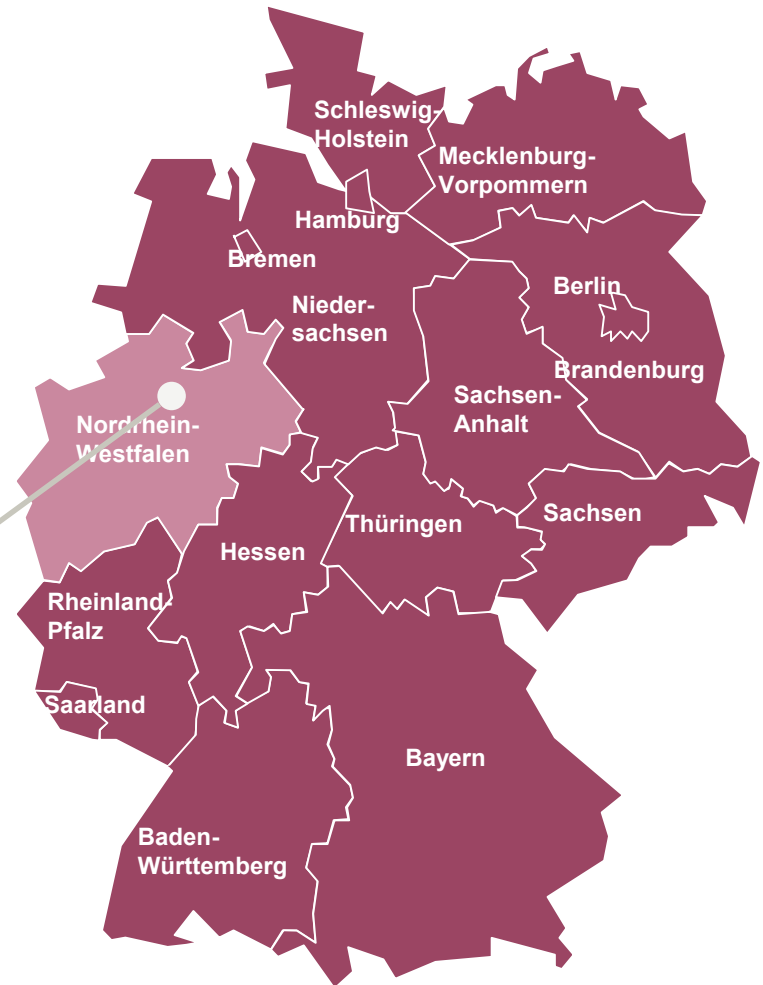 Schleswig-
Holstein
Mecklenburg-
Vorpommern
Hamburg
Bremen
Berlin
Nieder-
sachsen
Brandenburg
Sachsen-
Anhalt
Nordrhein-
Westfalen
Sachsen
Thüringen
Hessen
Rheinland-
Pfalz
Saarland
Bayern
Baden-
Württemberg